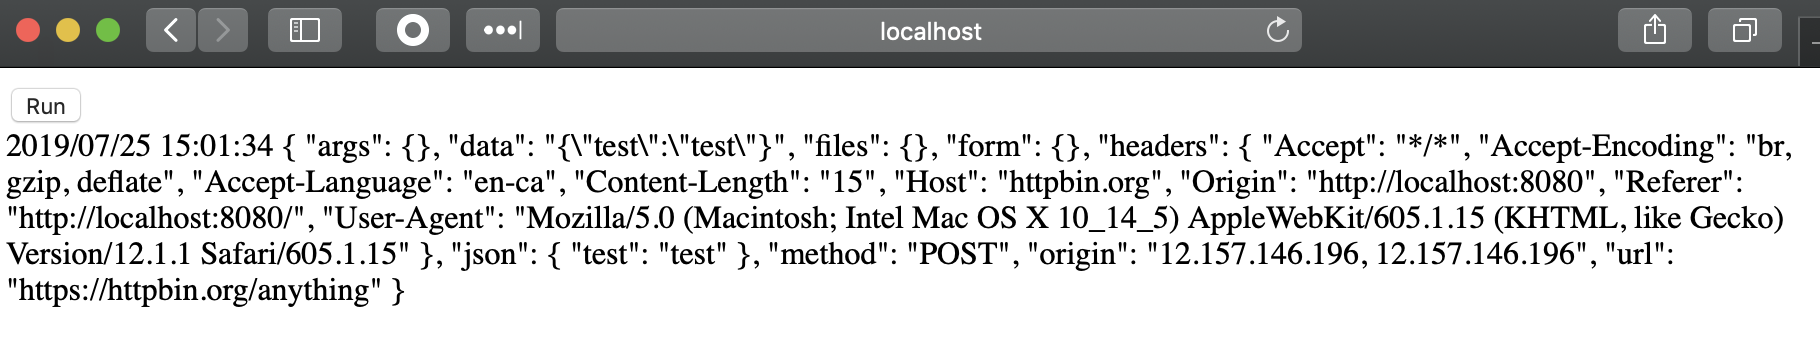 localhost
Run
2019/07/25 15:01:34 { "args": {}, "data": "{\"test\":\"test\"}", "files": {}, "form": {}, "headers": { "Accept": "*/*", "Accept-Encoding": "br,
gzip, deflate", "Accept-Language": "en-ca", "Content-Length": "15", "Host": "httpbin.org", "Origin": "http://localhost:8080", "Referer":
"http://localhost:8080/", "User-Agent": "Mozilla/5.0 (Macintosh; Intel Mac OS X 10_14_5) AppleWebKit/605.1.15 (KHTML, like Gecko)
Version/12.1.1 Safari/605.1.15" }, "json": { "test": "test" }, "method": "POST", "origin": "12.157.146.196, 12.157.146.196", "url":
"https://httpbin.org/anything" }